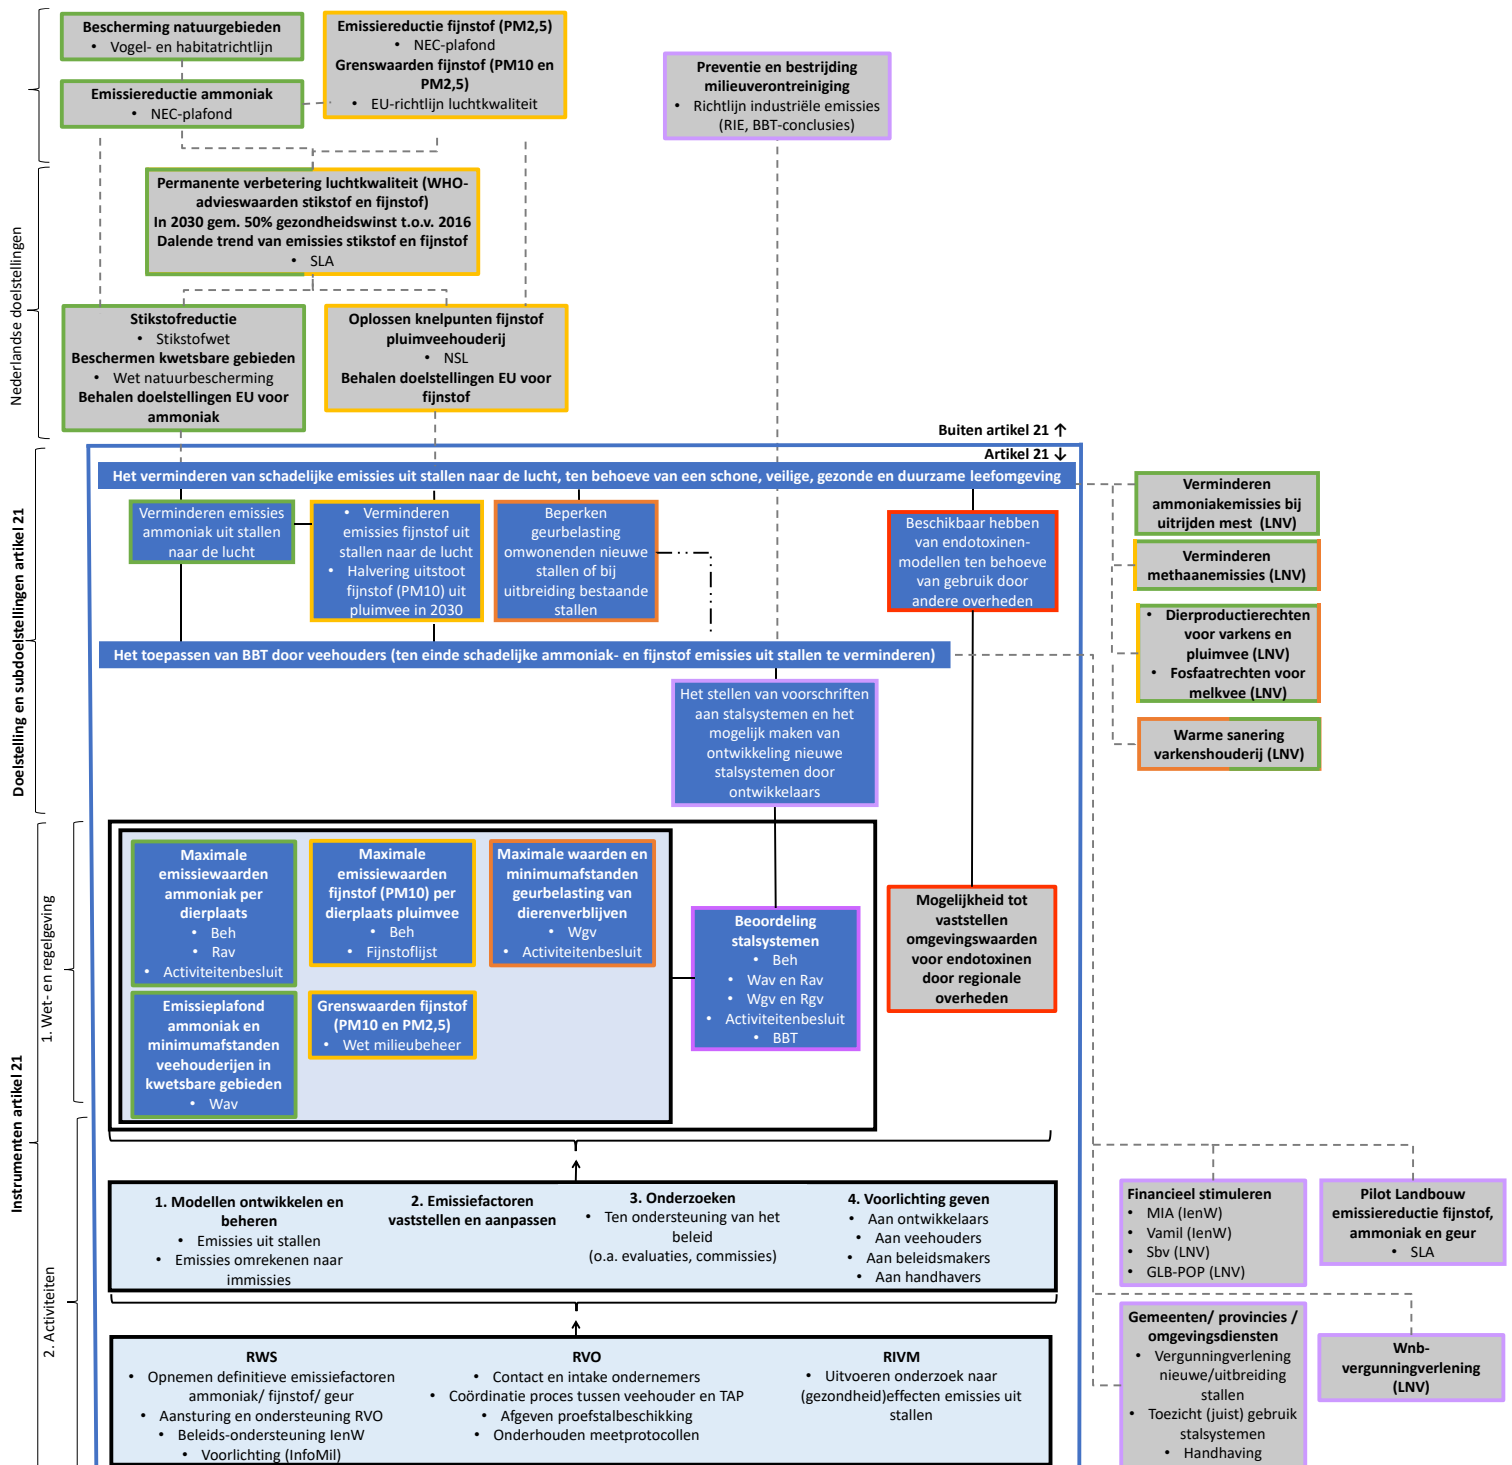 Bescherming natuurgebieden
• Vogel- en habitatrichtlijn
Emissiereductie ammoniak
• NEC-plafond
Emissiereductie fijnstof (PM2,5)
• NEC-plafond
Grenswaarden fijnstof (PM10 en
PM2,5)
• EU-richtlijn luchtkwaliteit
Preventie en bestrijding
milieuverontreiniging
• Richtlijn industriële emissies
(RIE, BBT-conclusies)
Nederlandse doelstellingen
Permanente verbetering luchtkwaliteit (WHO-
advieswaarden stikstof en fijnstof)
In 2030 gem. 50% gezondheidswinst t.o.v. 2016
Dalende trend van emissies stikstof en fijnstof
• SLA
Stikstofreductie
• Stikstofwet
Beschermen kwetsbare gebieden
• Wet natuurbescherming
Behalen doelstellingen EU voor
ammoniak
Oplossen knelpunten fijnstof
pluimveehouderij
• NSL
Behalen doelstellingen EU voor
fijnstof
Buiten artikel 21 ↑
Artikel 21 ↓
Doelstelling en subdoelstellingen artikel 21
Het verminderen van schadelijke emissies uit stallen naar de lucht, ten behoeve van een schone, veilige, gezonde en duurzame leefomgeving
Verminderen emissies
ammoniak uit stallen
naar de lucht
• Verminderen
emissies fijnstof uit
stallen naar de lucht
• Halvering uitstoot
fijnstof (PM10) uit
pluimvee in 2030
Beperken
geurbelasting
omwonenden nieuwe
stallen of bij
uitbreiding bestaande
stallen
Beschikbaar hebben
van endotoxinen-
modellen ten behoeve
van gebruik door
andere overheden
Verminderen
ammoniakemissies bij
uitrijden mest (LNV)
Verminderen
methaanemissies (LNV)
• Dierproductierechten
voor varkens en
pluimvee (LNV)
• Fosfaatrechten voor
melkvee (LNV)
Warme sanering
varkenshouderij (LNV)
Het toepassen van BBT door veehouders (ten einde schadelijke ammoniak- en fijnstof emissies uit stallen te verminderen)
Het stellen van voorschriften
aan stalsystemen en het
mogelijk maken van
ontwikkeling nieuwe
stalsystemen door
ontwikkelaars
Instrumenten artikel 21
1. Wet- en regelgeving
Maximale
emissiewaarden
ammoniak per
dierplaats
• Beh
• Rav
• Activiteitenbesluit
Maximale
emissiewaarden
fijnstof (PM10) per
dierplaats pluimvee
• Beh
• Fijnstoflijst
Maximale waarden en
minimumafstanden
geurbelasting van
dierenverblijven
• Wgv
• Activiteitenbesluit
Emissieplafond
ammoniak en
minimumafstanden
veehouderijen in
kwetsbare gebieden
• Wav
Grenswaarden fijnstof
(PM10 en PM2,5)
• Wet milieubeheer
Beoordeling
stalsystemen
• Beh
• Wav en Rav
• Wgv en Rgv
• Activiteitenbesluit
• BBT
Mogelijkheid tot
vaststellen
omgevingswaarden
voor endotoxinen
door regionale
overheden
2. Activiteiten
1. Modellen ontwikkelen en
beheren
• Emissies uit stallen
• Emissies omrekenen naar
immissies
2. Emissiefactoren
vaststellen en aanpassen
3. Onderzoeken
• Ten ondersteuning van het
beleid
(o.a. evaluaties, commissies)
4. Voorlichting geven
• Aan ontwikkelaars
• Aan veehouders
• Aan beleidsmakers
• Aan handhavers
RWS
• Opnemen definitieve emissiefactoren
ammoniak/ fijnstof/ geur
• Aansturing en ondersteuning RVO
• Beleids-ondersteuning IenW
• Voorlichting (InfoMil)
RVO
• Contact en intake ondernemers
• Coördinatie proces tussen veehouder en TAP
• Afgeven proefstalbeschikking
• Onderhouden meetprotocollen
RIVM
• Uitvoeren onderzoek naar
(gezondheid)effecten emissies uit
stallen
Financieel stimuleren
• MIA (IenW)
• Vamil (IenW)
• Sbv (LNV)
• GLB-POP (LNV)
Pilot Landbouw
emissiereductie fijnstof,
ammoniak en geur
• SLA
Gemeenten/ provincies /
omgevingsdiensten
• Vergunningverlening
nieuwe/uitbreiding
stallen
• Toezicht (juist) gebruik
stalsystemen
• Handhaving
Wnb-
vergunningverlening
(LNV)